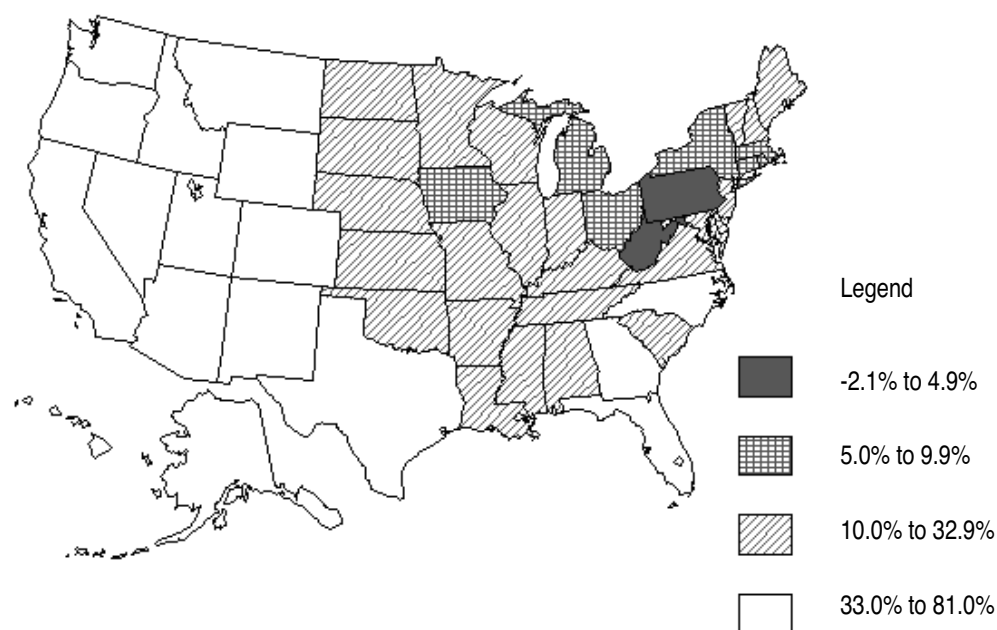 Legend
-2.1% to 4.9%
5.0% to 9.9%
10.0% to 32.9%
33.0% to 81.0%